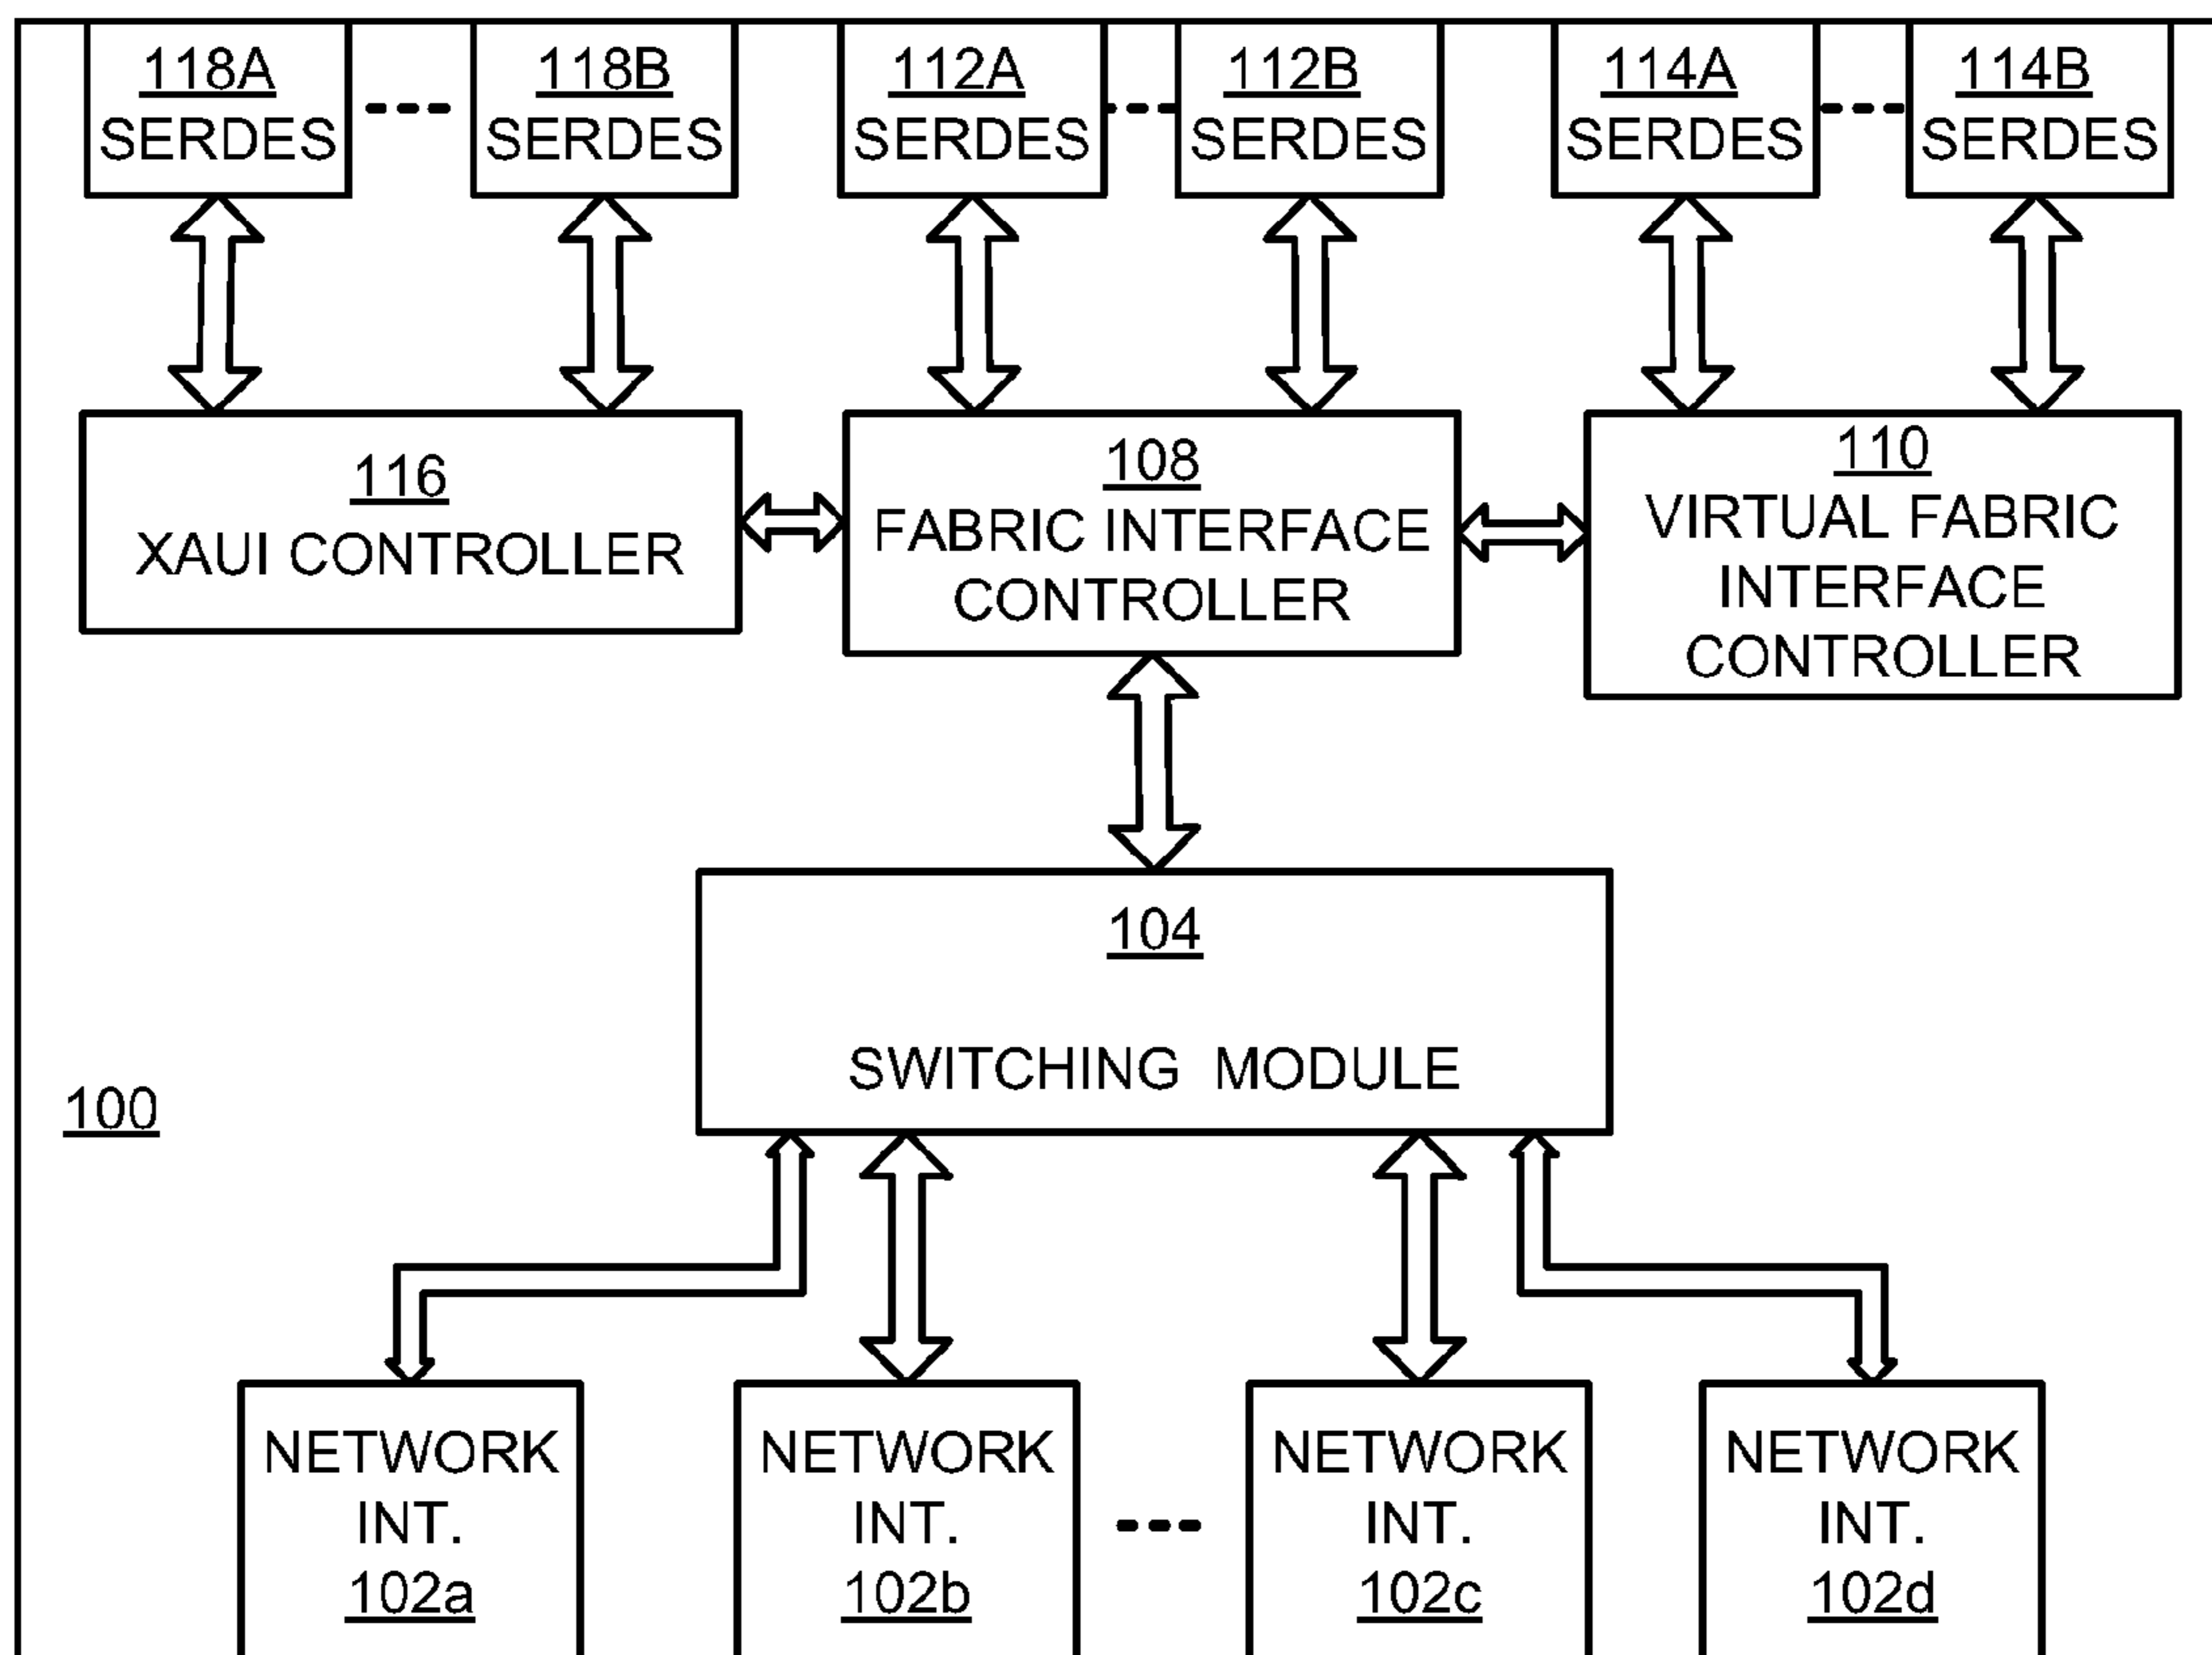 118A
SERDES
118B
SERDES
112A
SERDES
112B
SERDES
114A
SERDES
114B
SERDES
116
XAUI CONTROLLER
108
FABRIC INTERFACE
CONTROLLER
110
VIRTUAL FABRIC
INTERFACE
CONTROLLER
104
SWITCHING MODULE
100
NETWORK
INT.
102a
NETWORK
INT.
102b
NETWORK
INT.
102c
NETWORK
INT.
102d